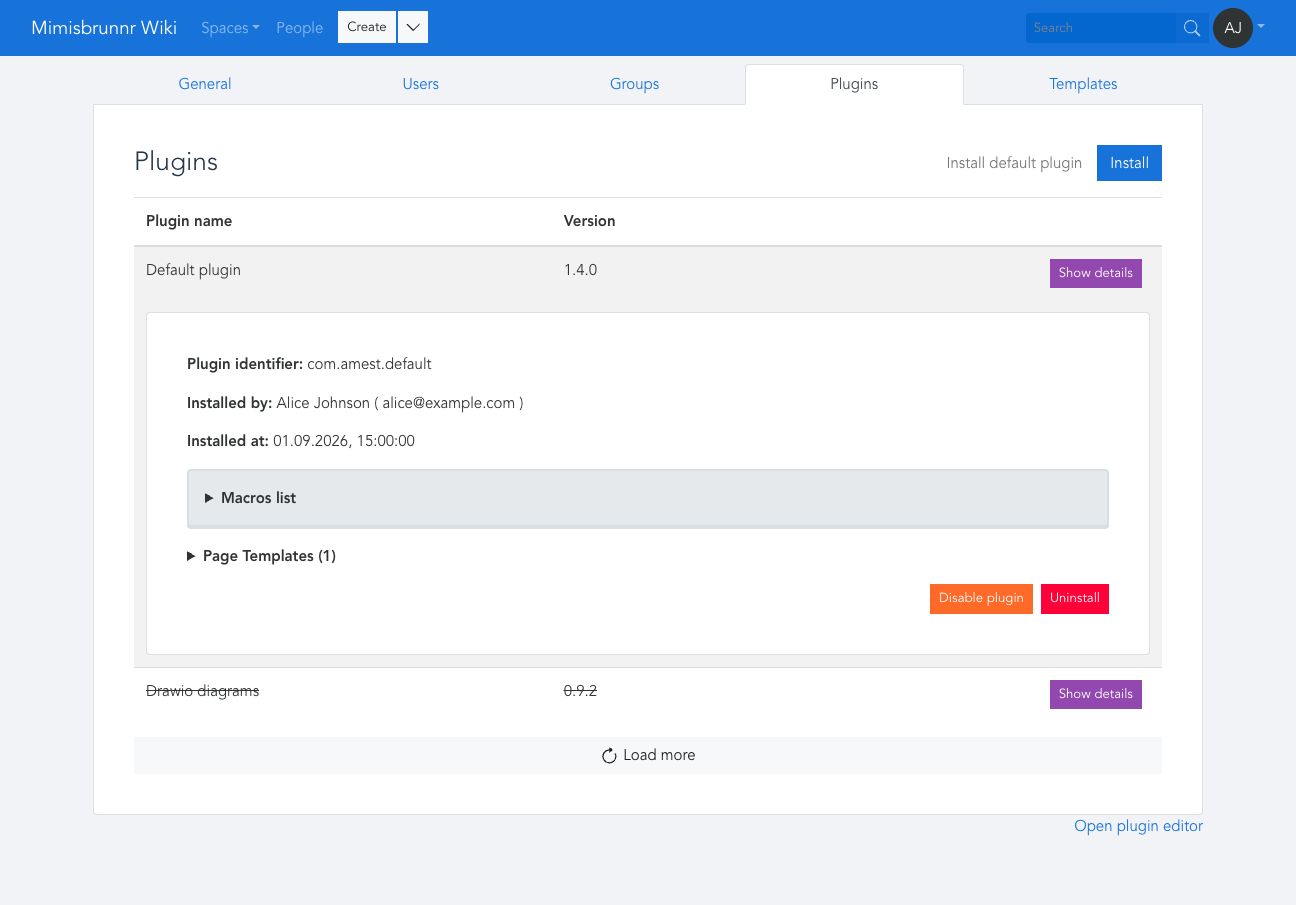 Mimisbrunnr Wiki Spaces People Create Search AJ
General Users Groups Plugins Templates
Plugins Install default plugin Install
Plugin name Version
Default plugin 1.4.0 Show details
Plugin identifier: com.amest.default
Installed by: Alice Johnson ( alice@example.com )
Installed at: 01.09.2026, 15:00:00
Macros list
Page Templates (1)
Disable plugin Uninstall
Drawio diagrams 0.9.2 Show details
Load more
Open plugin editor